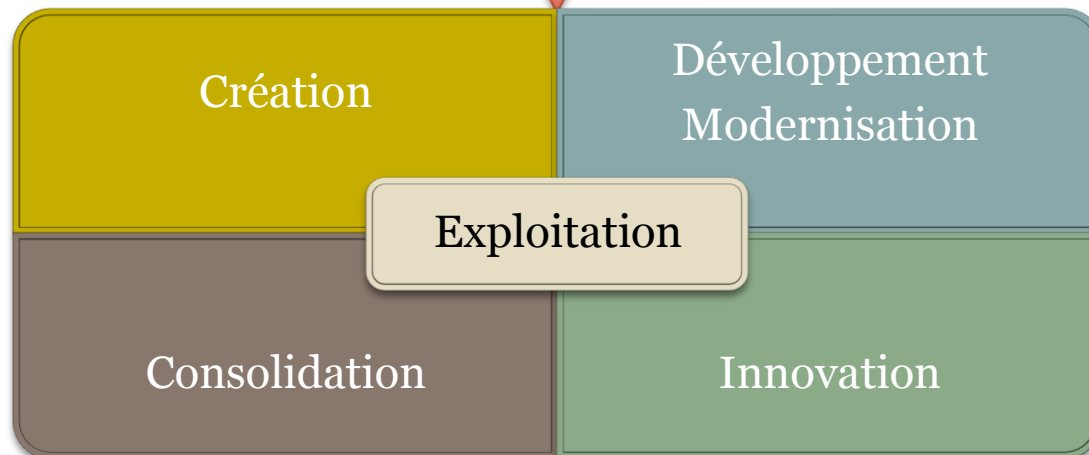 Création
Développement
Modernisation
Exploitation
Consolidation
Innovation